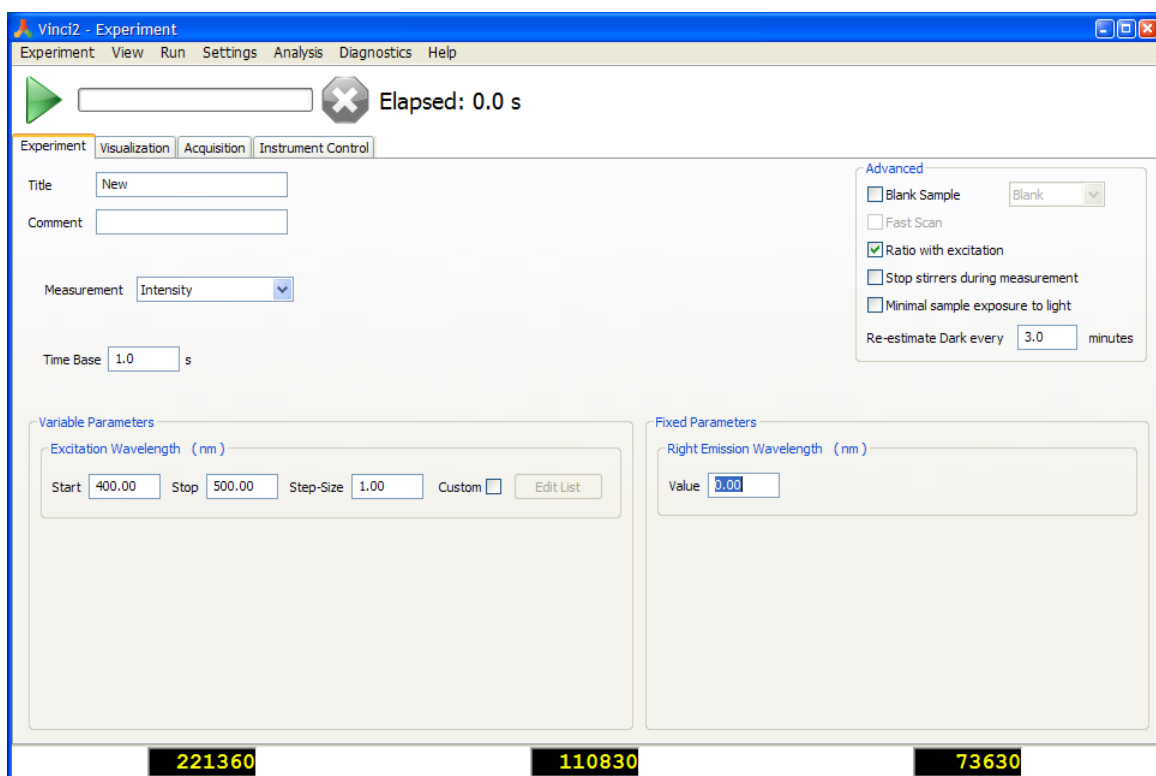 Vinci2 - Experiment
Experiment View Run Settings Analysis Diagnostics Help
Elapsed: 0.0 s
Experiment Visualization Acquisition Instrument Control
Title New
Comment
Measurement Intensity
Time Base 1.0 s
Advanced
Blank Sample Blank
Fast Scan
Ratio with excitation
Stop stirrers during measurement
Minimal sample exposure to light
Re-estimate Dark every 3.0 minutes
Variable Parameters
Excitation Wavelength ( nm )
Start 400.00 Stop 500.00 Step-Size 1.00 Custom Edit List
Fixed Parameters
Right Emission Wavelength ( nm )
Value 0.00
221360 110830 73630